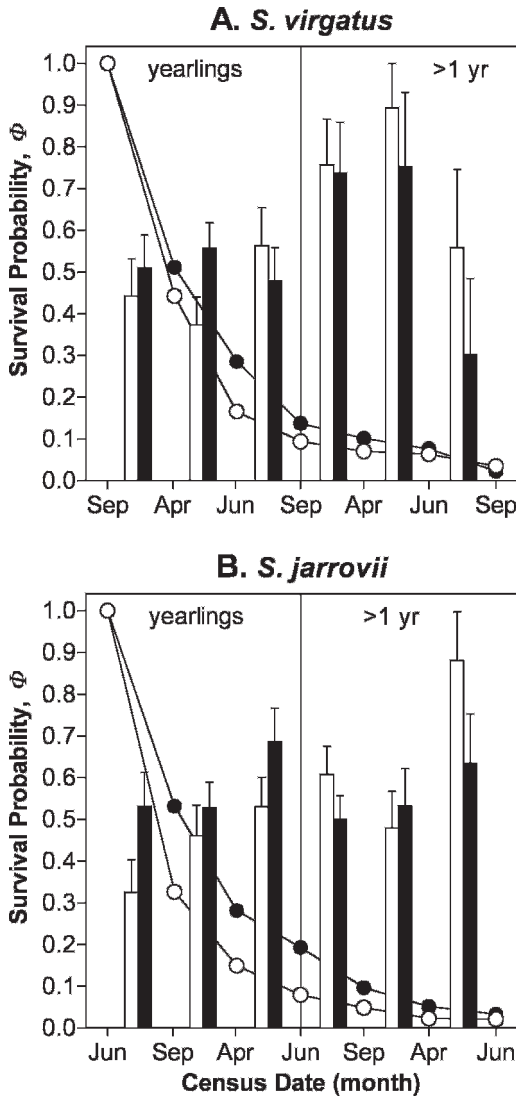 A. S. virgatus
yearlings >1 yr
1.0
0.9
0.8
0.7
0.6
0.5
0.4
0.3
0.2
0.1
0.0
Survival Probability, Φ
Sep Apr Jun Sep Apr Jun Sep
B. S. jarrovii
yearlings >1 yr
1.0
0.9
0.8
0.7
0.6
0.5
0.4
0.3
0.2
0.1
0.0
Survival Probability, Φ
Jun Sep Apr Jun Sep Apr Jun
Census Date (month)